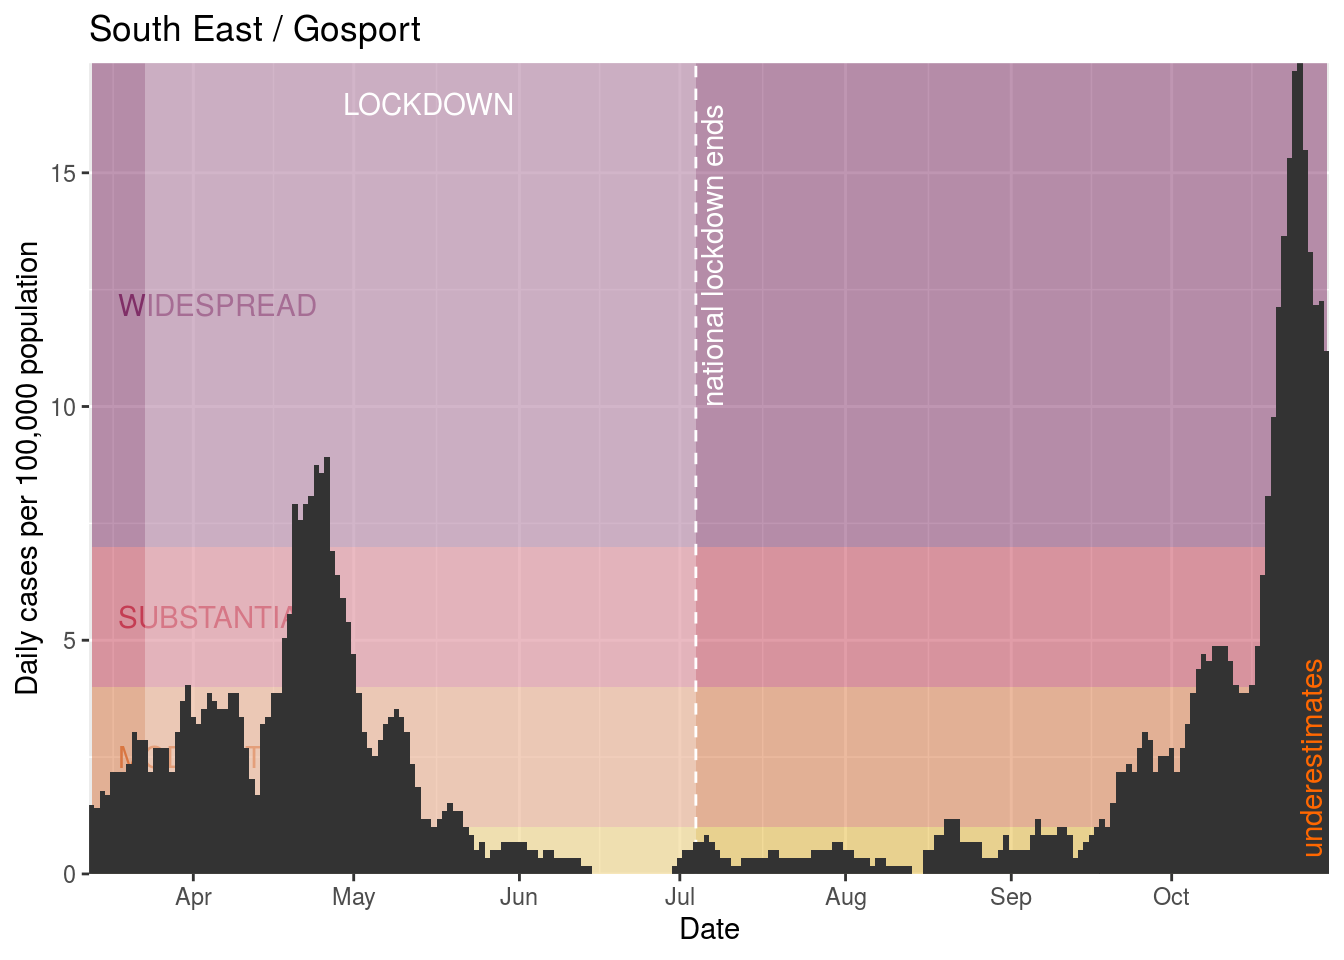 South East / Gosport
LOCKDOWN
national lockdown ends
WIDESPREAD
SUBSTANTIA
underestimates
Daily cases per 100,000 population
15
10
5
0
Apr
May
Jun
Jul
Aug
Sep
Oct
Date